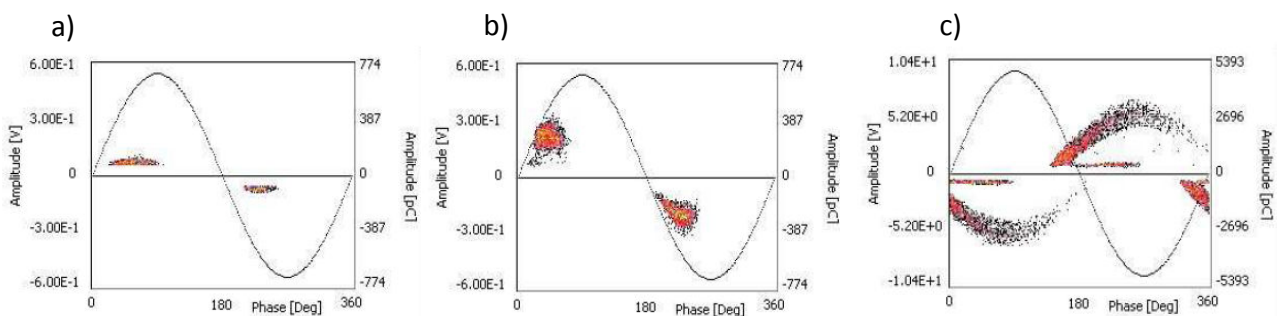 a)
6.00E-1
3.00E-1
0
-3.00E-1
-6.00E-1
Amplitude [V]
774
387
0
-387
-774
Amplitude [pC]
0
180
Phase [Deg]
360
b)
6.00E-1
3.00E-1
0
-3.00E-1
-6.00E-1
Amplitude [V]
774
387
0
-387
-774
Amplitude [pC]
0
180
Phase [Deg]
360
c)
1.04E+1
5.20E+0
0
-5.20E+0
-1.04E+1
Amplitude [V]
5393
2696
0
-2696
-5393
Amplitude [pC]
0
180
Phase [Deg]
360